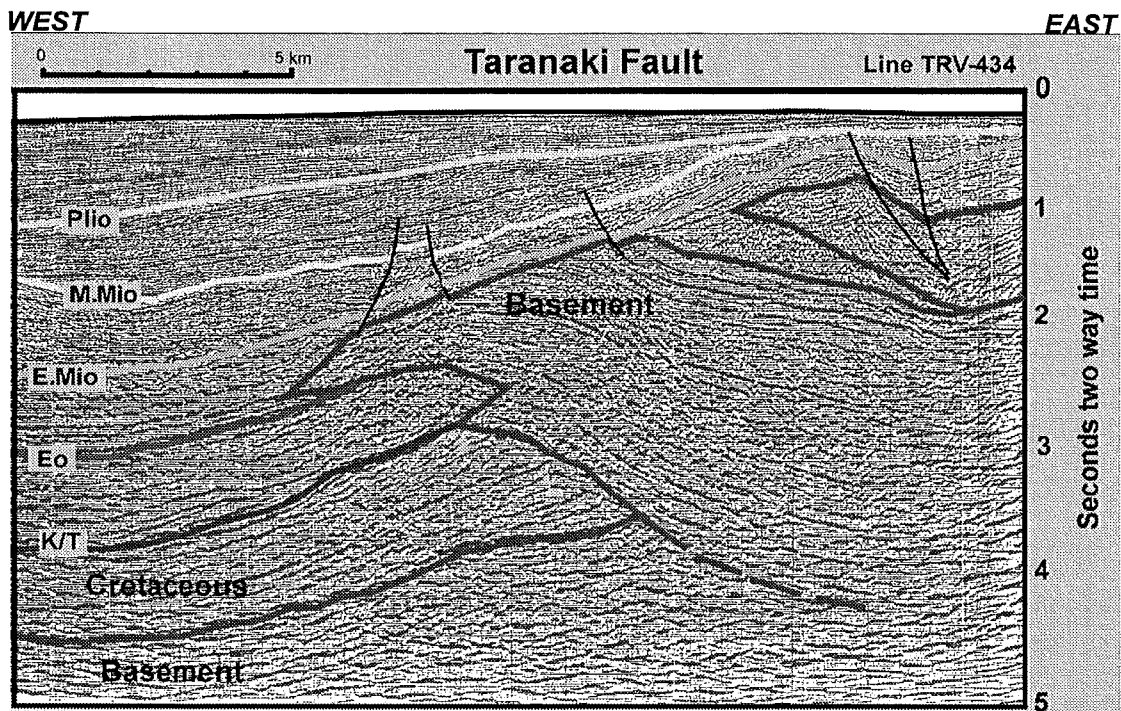 WEST
EAST
0
5 km
Taranaki Fault
Line TRV-434
0
Plio
1
M.Mio
Basement
2
E.Mio
Eo
3
K/T
Cretaceous
4
Basement
5
Seconds two way time